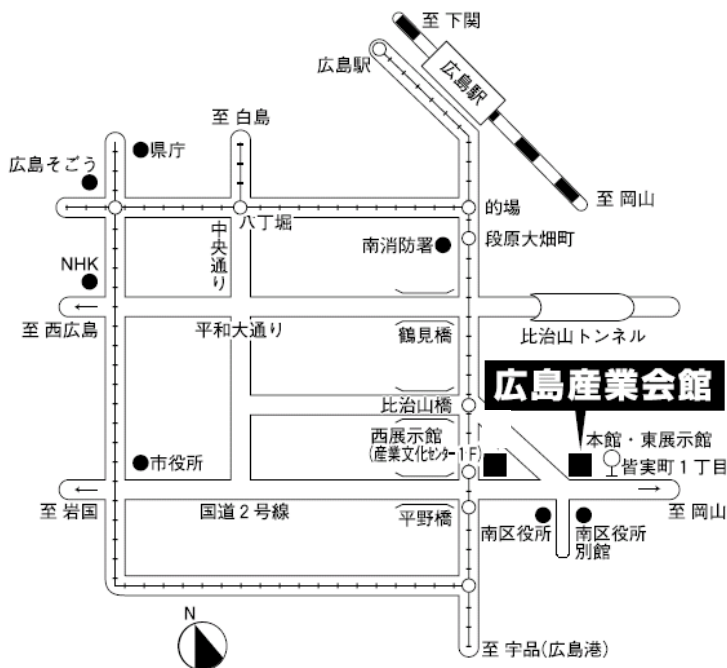 至 下関
広島駅
広島駅
至 白島
県庁
広島そごう
至 岡山
八丁堀
的場
中央通り
南消防署
段原大畑町
NHK
至 西広島
平和大通り
鶴見橋
比治山トンネル
広島産業会館
比治山橋
西展示館
(産業文化センター1F)
本館・東展示館
皆実町1丁目
市役所
至 岩国
国道2号線
平野橋
至 岡山
南区役所
南区役所
別館
N
至 宇品(広島港)